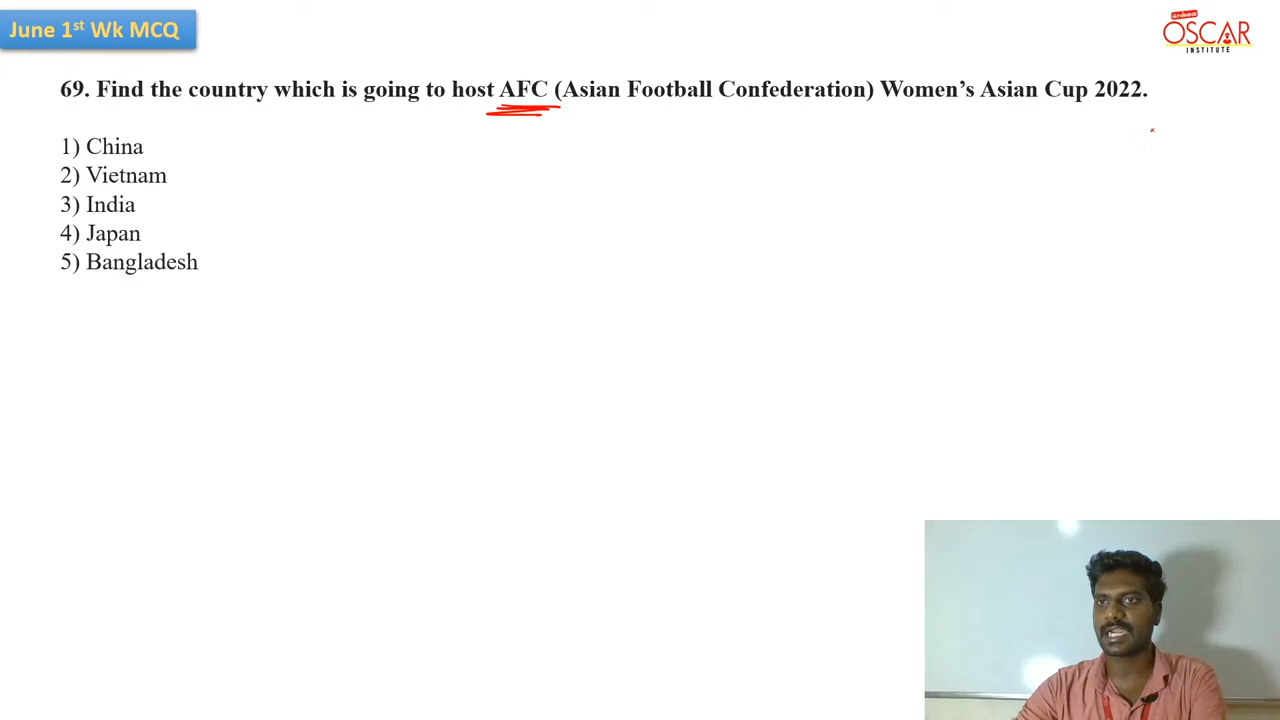 June 1st Wk MCQ
சென்னை
OSCAR
INSTITUTE
69. Find the country which is going to host AFC (Asian Football Confederation) Women’s Asian Cup 2022.
1) China
2) Vietnam
3) India
4) Japan
5) Bangladesh